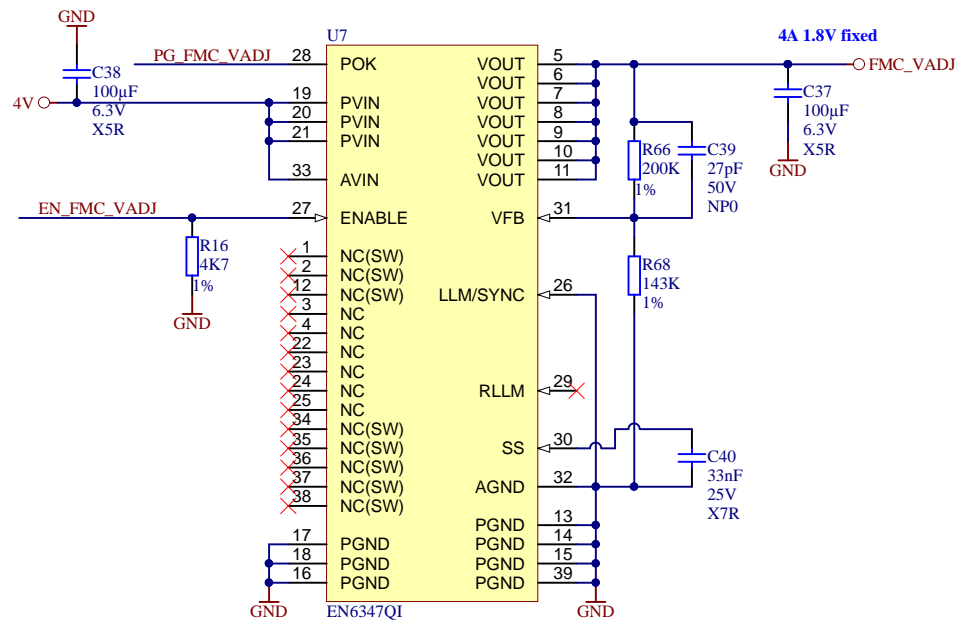 GND
U7
4A 1.8V fixed
PG_FMC_VADJ
28
POK
VOUT
5
FMC_VADJ
C38
100µF
6.3V
X5R
4V
VOUT
6
19
PVIN
VOUT
7
20
PVIN
VOUT
8
21
PVIN
VOUT
9
VOUT
10
33
AVIN
VOUT
11
C37
100µF
6.3V
X5R
GND
R66
200K
1%
C39
27pF
50V
NP0
EN_FMC_VADJ
27
ENABLE
VFB
31
R16
4K7
1%
GND
1
NC(SW)
2
NC(SW)
12
NC(SW)
LLM/SYNC
26
R68
143K
1%
3
NC
4
NC
22
NC
23
NC
24
NC
RLLM
29
25
NC
34
NC(SW)
35
NC(SW)
SS
30
36
NC(SW)
37
NC(SW)
AGND
32
38
NC(SW)
C40
33nF
25V
X7R
PGND
13
17
PGND
PGND
14
18
PGND
PGND
15
16
PGND
PGND
39
GND
EN6347QI
GND